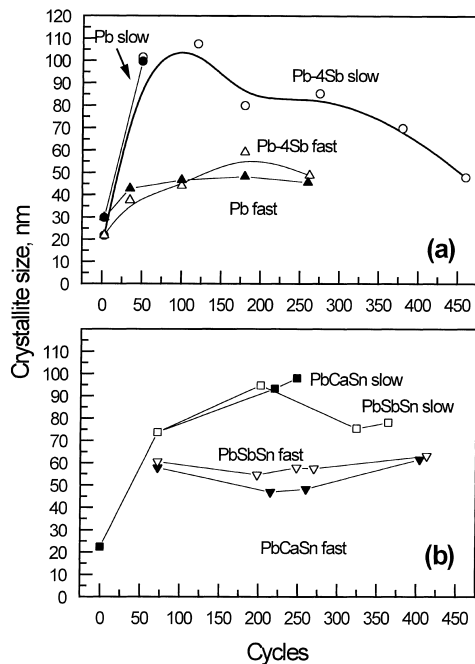 120
110
100
90
80
70
60
50
40
30
20
10
0
Pb slow
Pb-4Sb slow
Pb-4Sb fast
Pb fast
(a)
0 50 100 150 200 250 300 350 400 450
Crystallite size, nm
100
90
80
70
60
50
40
30
20
10
0
PbCaSn slow
PbSbSn slow
PbSbSn fast
PbCaSn fast
(b)
0 50 100 150 200 250 300 350 400 450
Cycles